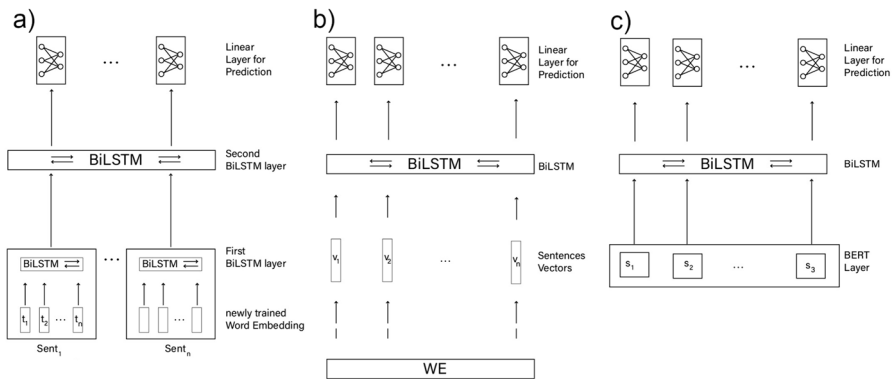 a)
Linear
Layer for
Prediction
...
BiLSTM
Second
BiLSTM layer
First
BiLSTM layer
BiLSTM
...
BiLSTM
t1 t2 ... tn
...
newly trained
Word Embedding
Sent1
Sentn
b)
Linear
Layer for
Prediction
...
BiLSTM
BiLSTM
v1 v2 ... vn
Sentences
Vectors
WE
c)
Linear
Layer for
Prediction
...
BiLSTM
BiLSTM
s1 s2 ... s3
BERT
Layer